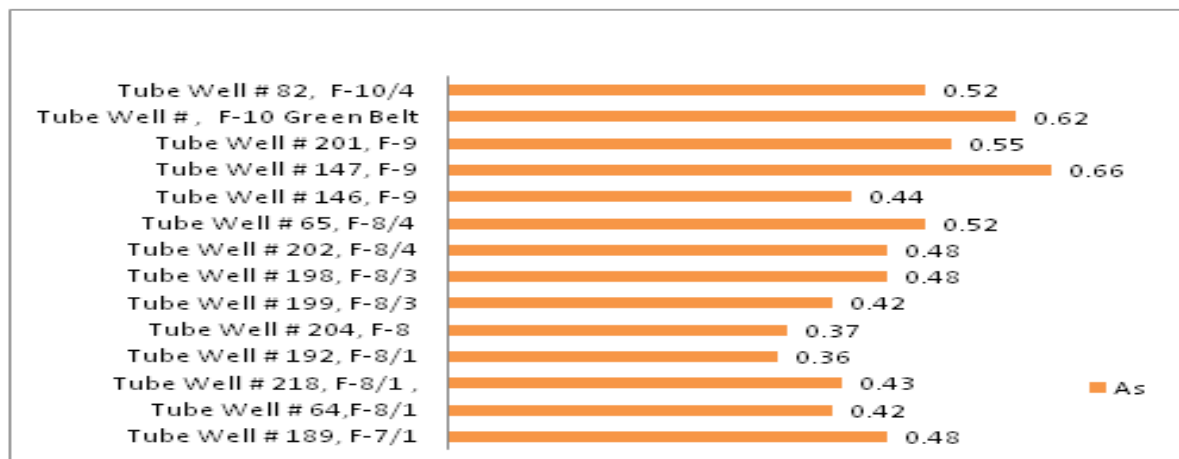 Tube Well # 82, F-10/4 0.52
Tube Well # , F-10 Green Belt 0.62
Tube Well # 201, F-9 0.55
Tube Well # 147, F-9 0.66
Tube Well # 146, F-9 0.44
Tube Well # 65, F-8/4 0.52
Tube Well # 202, F-8/4 0.48
Tube Well # 198, F-8/3 0.48
Tube Well # 199, F-8/3 0.42
Tube Well # 204, F-8 0.37
Tube Well # 192, F-8/1 0.36
Tube Well # 218, F-8/1 , 0.43
As
Tube Well # 64,F-8/1 0.42
Tube Well # 189, F-7/1 0.48